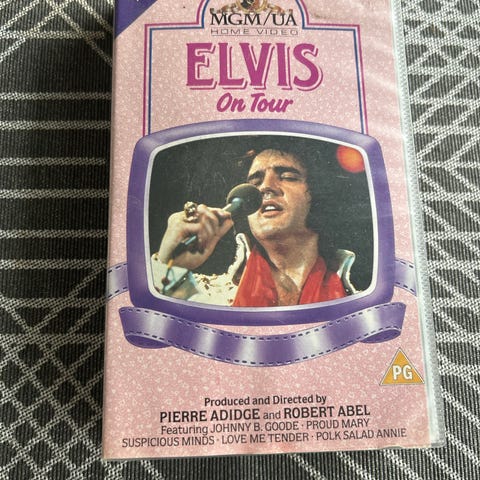 MGM/UA
HOME VIDEO
ELVIS
On Tour
PG
Produced and Directed by
PIERRE ADIDGE and ROBERT ABEL
Featuring JOHNNY B. GOODE · PROUD MARY
SUSPICIOUS MINDS · LOVE ME TENDER · POLK SALAD ANNIE